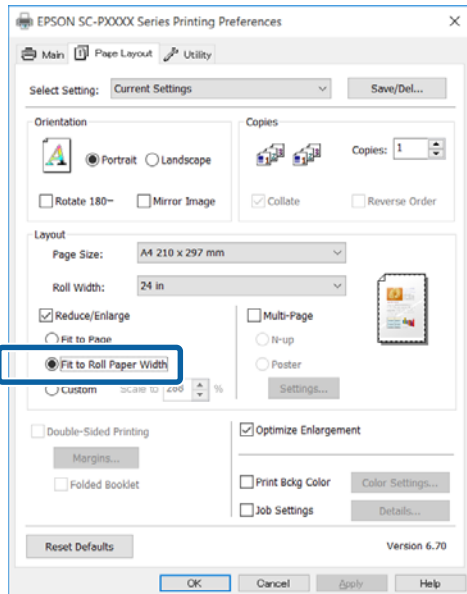 EPSON SC-PXXXX Series Printing Preferences
Main Page Layout Utility
Select Setting: Current Settings Save/Del...
Orientation Copies
Portrait Landscape Copies: 1
Rotate 180~ Mirror Image Collate Reverse Order
Layout
Page Size: A4 210 x 297 mm
Roll Width: 24 in
Reduce/Enlarge Multi-Page
Fit to Page N-up
Fit to Roll Paper Width Poster
Custom Scale to % Settings...
Double-Sided Printing Optimize Enlargement
Margins...
Folded Booklet Print Bckg Color Color Settings...
Job Settings Details...
Reset Defaults Version 6.70
OK Cancel Apply Help